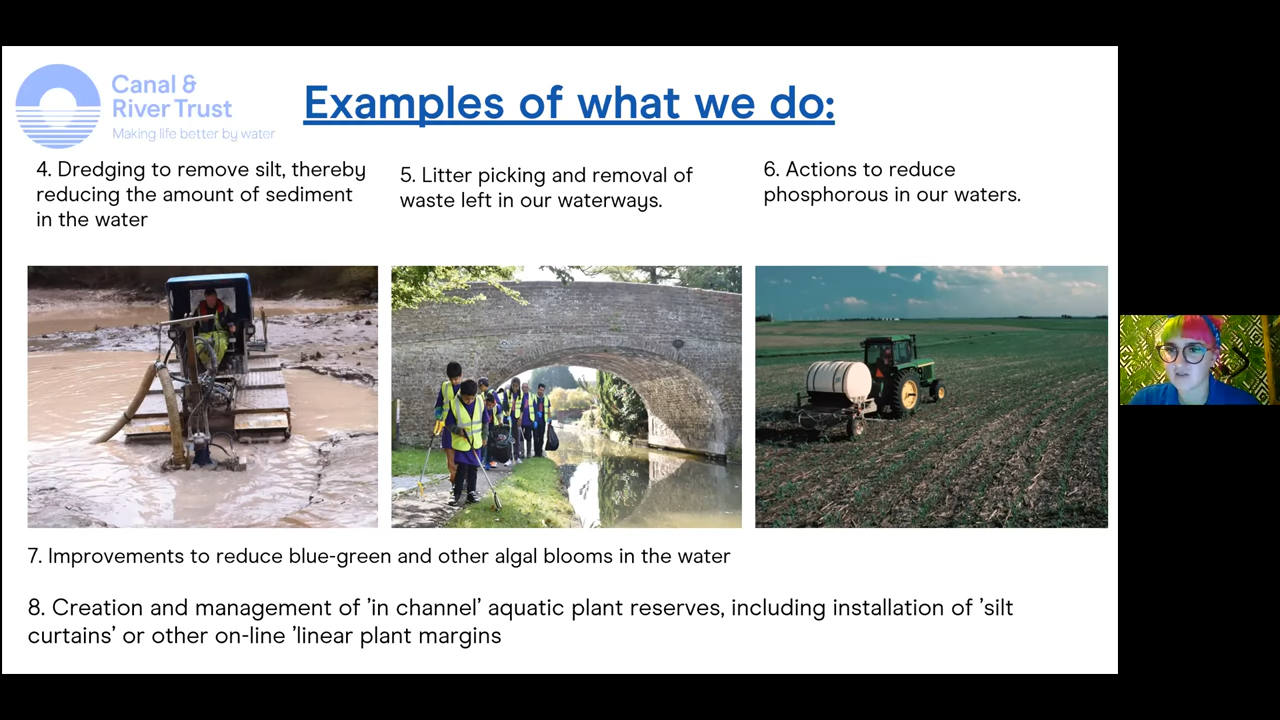 Canal &
River Trust
Making life better by water
Examples of what we do:
4. Dredging to remove silt, thereby
reducing the amount of sediment
in the water
5. Litter picking and removal of
waste left in our waterways.
6. Actions to reduce
phosphorous in our waters.
7. Improvements to reduce blue-green and other algal blooms in the water
8. Creation and management of ’in channel’ aquatic plant reserves, including installation of ’silt
curtains’ or other on-line ’linear plant margins